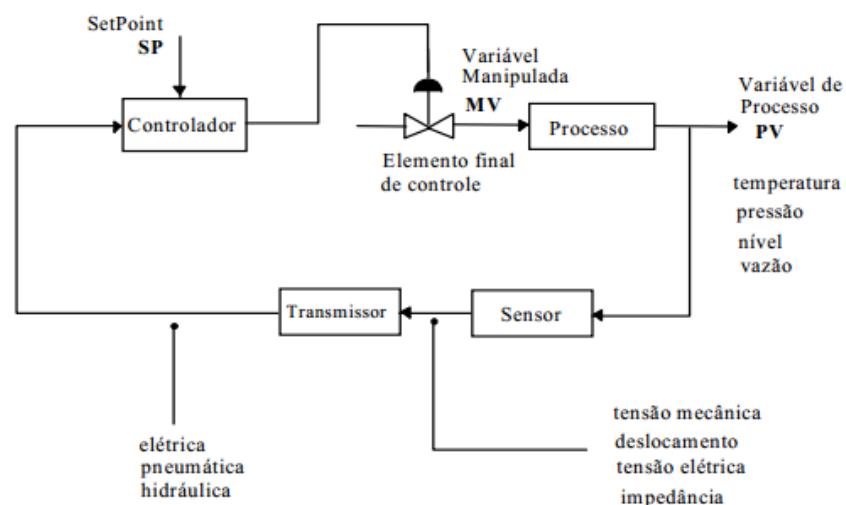 SetPoint
SP
Controlador
Variável
Manipulada
MV
Elemento final
de controle
Processo
Variável de
Processo
PV
temperatura
pressão
nível
vazão
Transmissor
Sensor
elétrica
pneumática
hidráulica
tensão mecânica
deslocamento
tensão elétrica
impedância